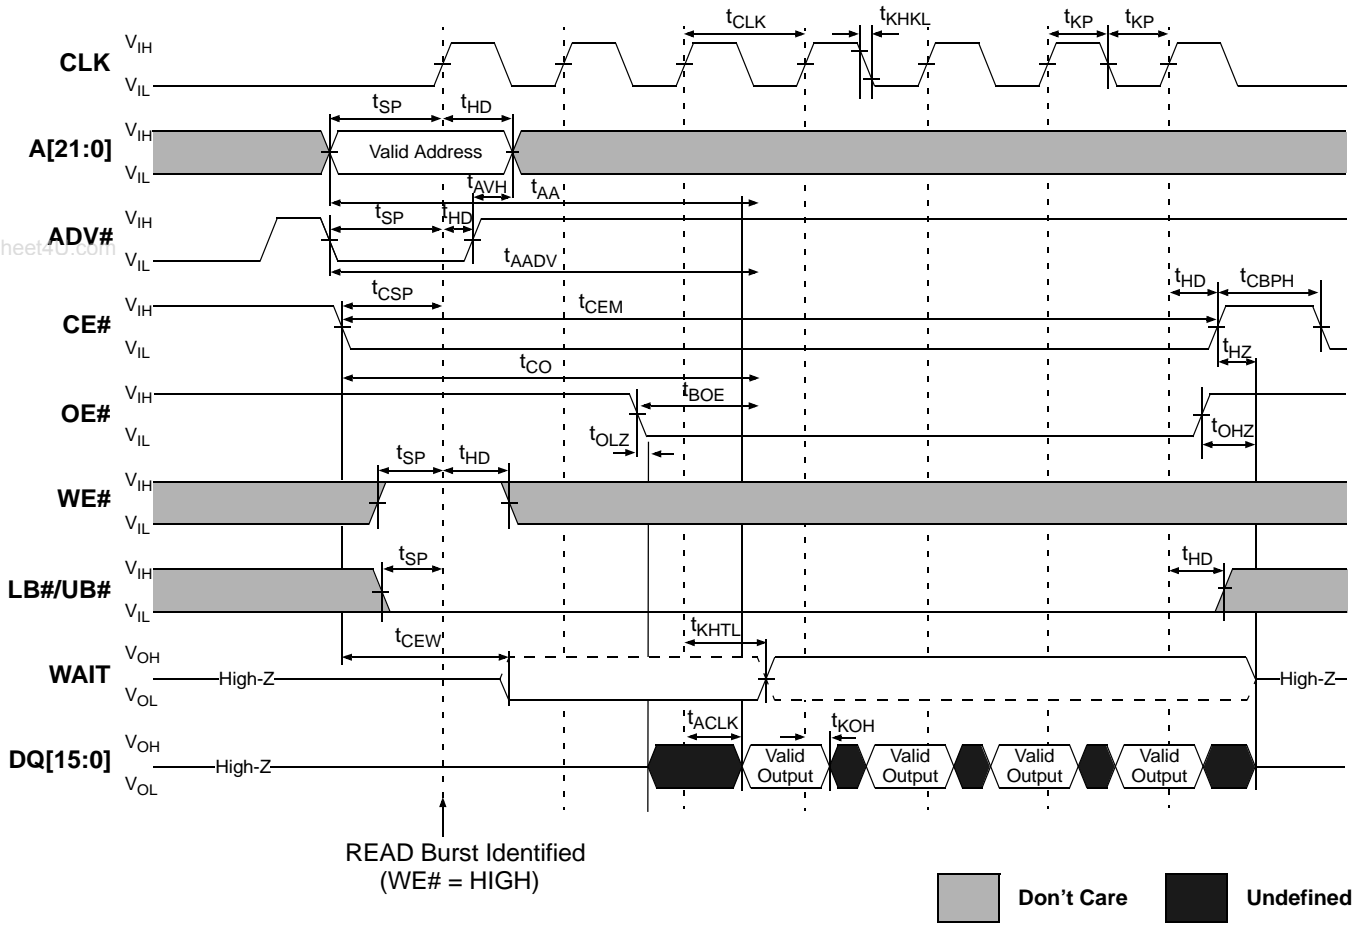 tCLK tKHKL tKP tKP
CLK VIH
VIL
tSP tHD
A[21:0] VIH
Valid Address
VIL
tAVH tAA
ADV# VIH
tSP tHD
heet4U.com
VIL
tAADV
tHD tCBPH
tCSP
CE# VIH
tCEM
VIL
tHZ
tCO
OE# VIH
tBOE
VIL
tOLZ tOHZ
tSP tHD
WE# VIH
VIL
tSP tHD
LB#/UB# VIH
VIL
tCEW tKHTL
WAIT VOH
High-Z High-Z
VOL
tACLK tKOH
DQ[15:0] VOH
High-Z
Valid Output Valid Output Valid Output Valid Output
VOL
READ Burst Identified
(WE# = HIGH)
Don't Care Undefined